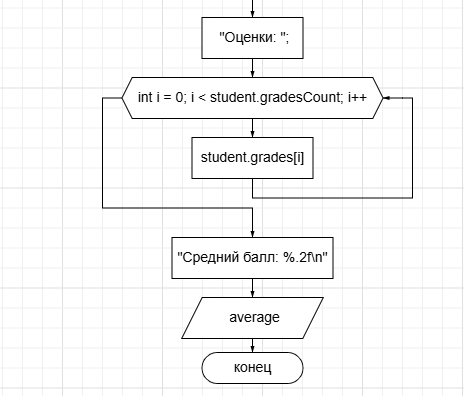 "Оценки: ";
int i = 0; i < student.gradesCount; i++
student.grades[i]
"Средний балл: %.2f\n"
average
конец